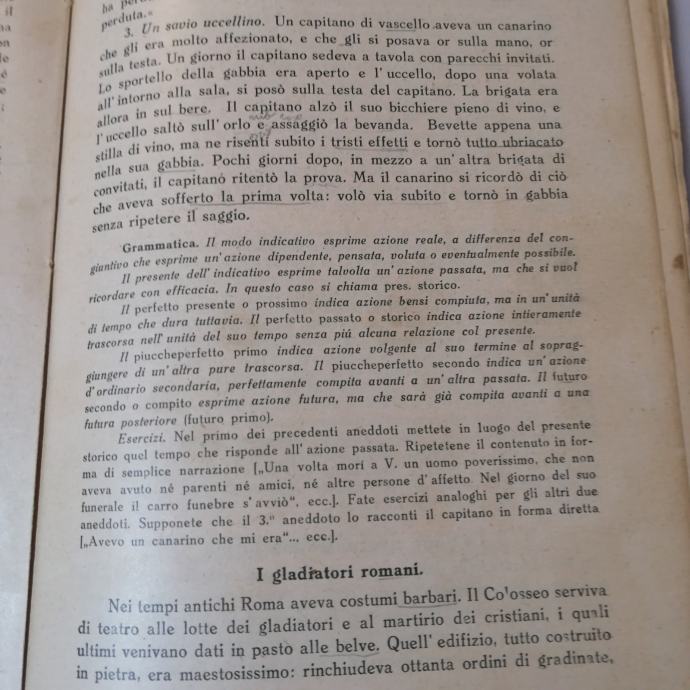 perduta."
3. Un savio uccellino. Un capitano di vascello aveva un canarino
che gli era molto affezionato, e che gli si posava or sulla mano, or
sulla testa. Un giorno il capitano sedeva a tavola con parecchi invitati.
Lo sportello della gabbia era aperto e l'uccello, dopo una volata
all'intorno alla sala, si posò sulla testa del capitano. La brigata era
allora in sul bere. Il capitano alzò il suo bicchiere pieno di vino, e
l'uccello saltò sull'orlo e assaggiò la bevanda. Bevette appena una
stilla di vino, ma ne risentì subito i tristi effetti e tornò tutto ubriacato
nella sua gabbia. Pochi giorni dopo, in mezzo a un'altra brigata di
convitati, il capitano ritentò la prova. Ma il canarino si ricordò di ciò
che aveva sofferto la prima volta: volò via subito e tornò in gabbia
senza ripetere il saggio.
Grammatica. Il modo indicativo esprime azione reale, a differenza del con-
giuntivo che esprime un'azione dipendente, pensata, voluta o eventualmente possibile.
Il presente dell'indicativo esprime talvolta un'azione passata, ma che si vuol
ricordare con efficacia. In questo caso si chiama pres. storico.
Il perfetto presente o prossimo indica azione bensì compiuta, ma in un'unità
di tempo che dura tuttavia. Il perfetto passato o storico indica azione intieramente
trascorsa nell'unità del suo tempo senza piú alcuna relazione col presente.
Il piuccheperfetto primo indica azione volgente al suo termine al soprag-
giungere di un'altra pure trascorsa. Il piuccheperfetto secondo indica un'azione
d'ordinario secondaria, perfettamente compita avanti a un'altra passata. Il futuro
secondo o compito esprime azione futura, ma che sarà già compita avanti a una
futura posteriore (futuro primo).
Esercizi. Nel primo dei precedenti aneddoti mettete in luogo del presente
storico quel tempo che risponde all'azione passata. Ripetetene il contenuto in for-
ma di semplice narrazione [„Una volta morì a V. un uomo poverissimo, che non
aveva avuto né parenti né amici, né altre persone d'affetto. Nel giorno del suo
funerale il carro funebre s'avviò", ecc.]. Fate esercizi analoghi per gli altri due
aneddoti. Supponete che il 3.º aneddoto lo racconti il capitano in forma diretta
[„Avevo un canarino che mi era"... ecc.].
I gladiatori romani.
Nei tempi antichi Roma aveva costumi barbari. Il Colosseo serviva
di teatro alle lotte dei gladiatori e al martirio dei cristiani, i quali
ultimi venivano dati in pasto alle belve. Quell'edifizio, tutto costruito
in pietra, era maestosissimo: rinchiudeva ottanta ordini di gradinate,